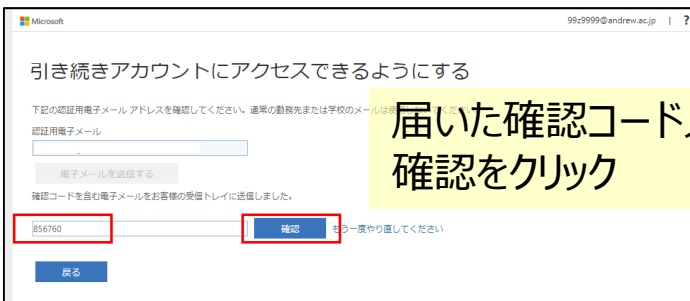 Microsoft
99z9999@andrew.ac.jp | ?
引き続きアカウントにアクセスできるようにする
下記の認証用電子メール アドレスを確認してください。通常の勤務先または学校のメールは使
認証用電子メール
電子メールを送信する
確認コードを含む電子メールをお客様の受信トレイに送信しました。
856760
確認
もう一度やり直してください
戻る
届いた確認コード
確認をクリック